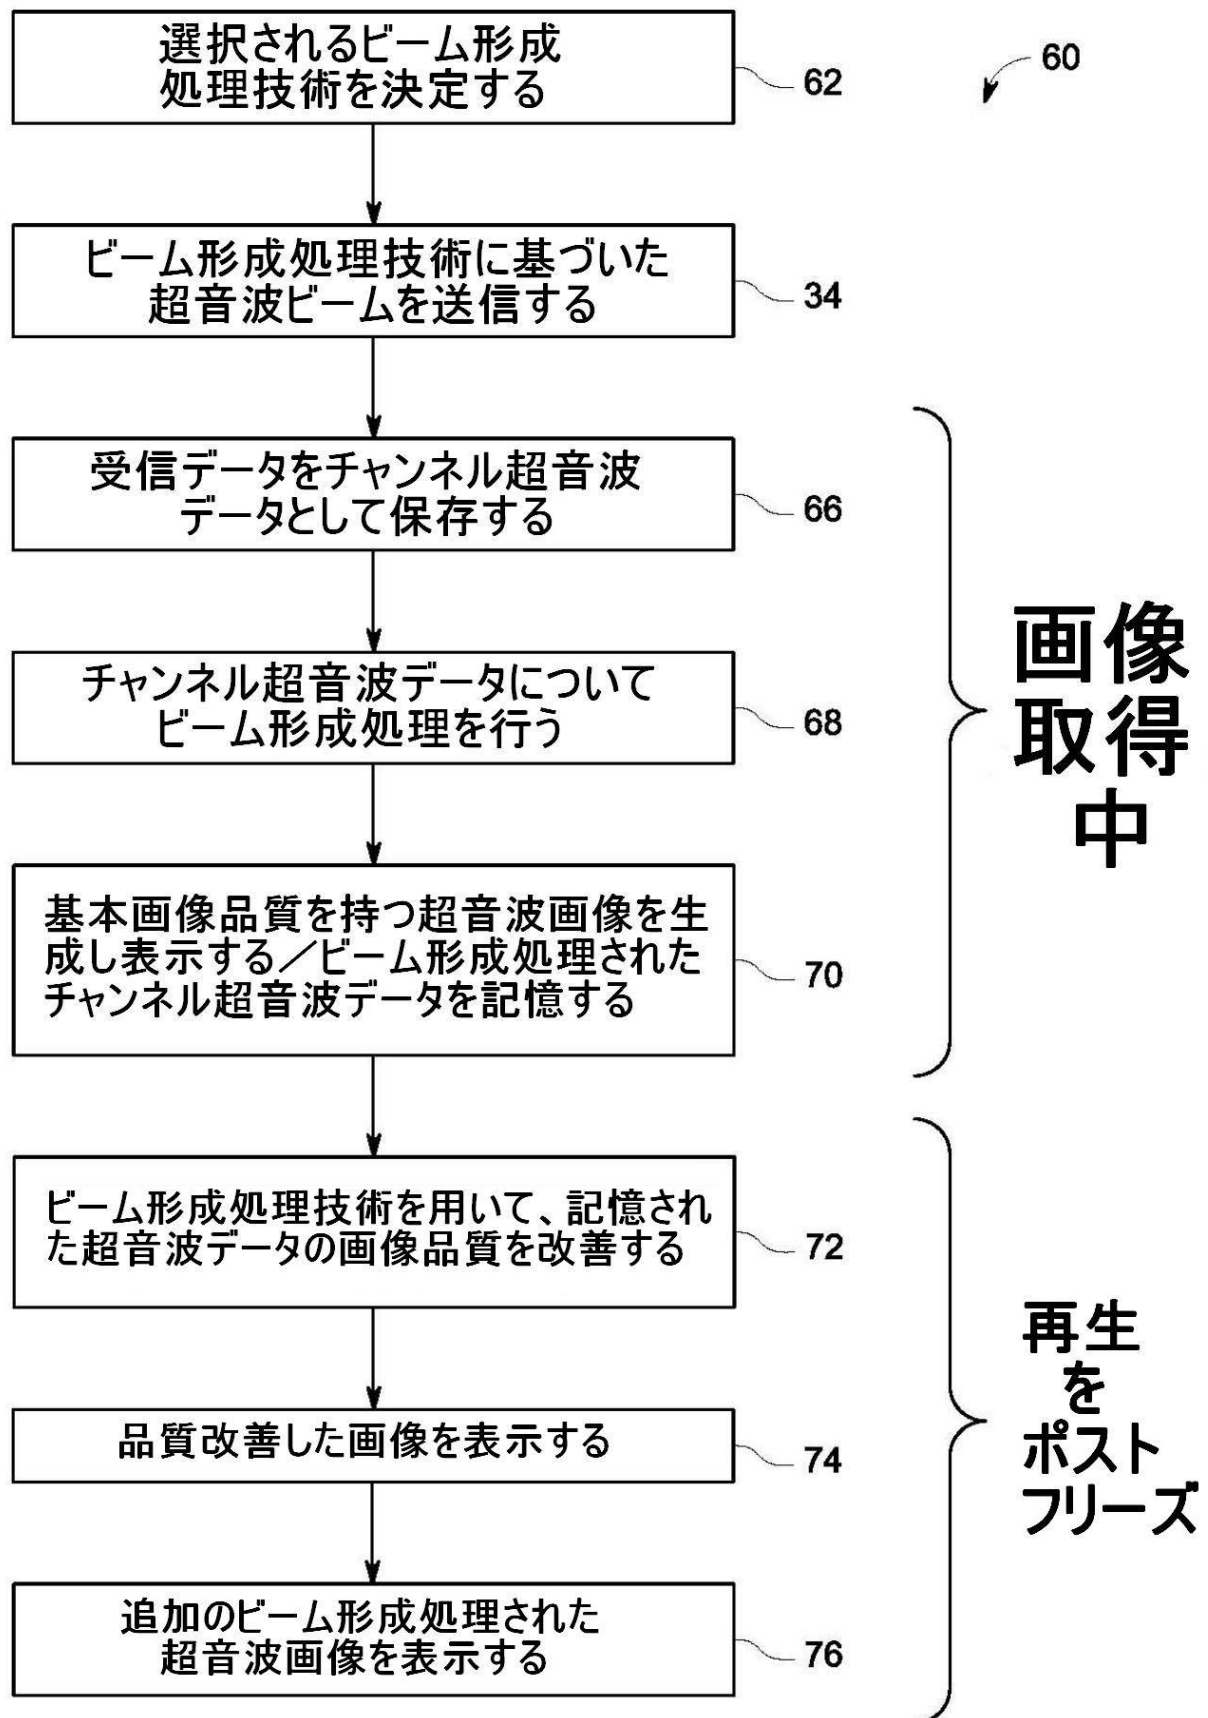 選択されるビーム形成
処理技術を決定する
62
60
ビーム形成処理技術に基づいた
超音波ビームを送信する
34
受信データをチャンネル超音波
データとして保存する
66
チャンネル超音波データについて
ビーム形成処理を行う
68
画像
取得
中
基本画像品質を持つ超音波画像を生
成し表示する／ビーム形成処理された
チャンネル超音波データを記憶する
70
ビーム形成処理技術を用いて、記憶され
た超音波データの画像品質を改善する
72
再生
を
ポスト
フリーズ
品質改善した画像を表示する
74
追加のビーム形成処理された
超音波画像を表示する
76